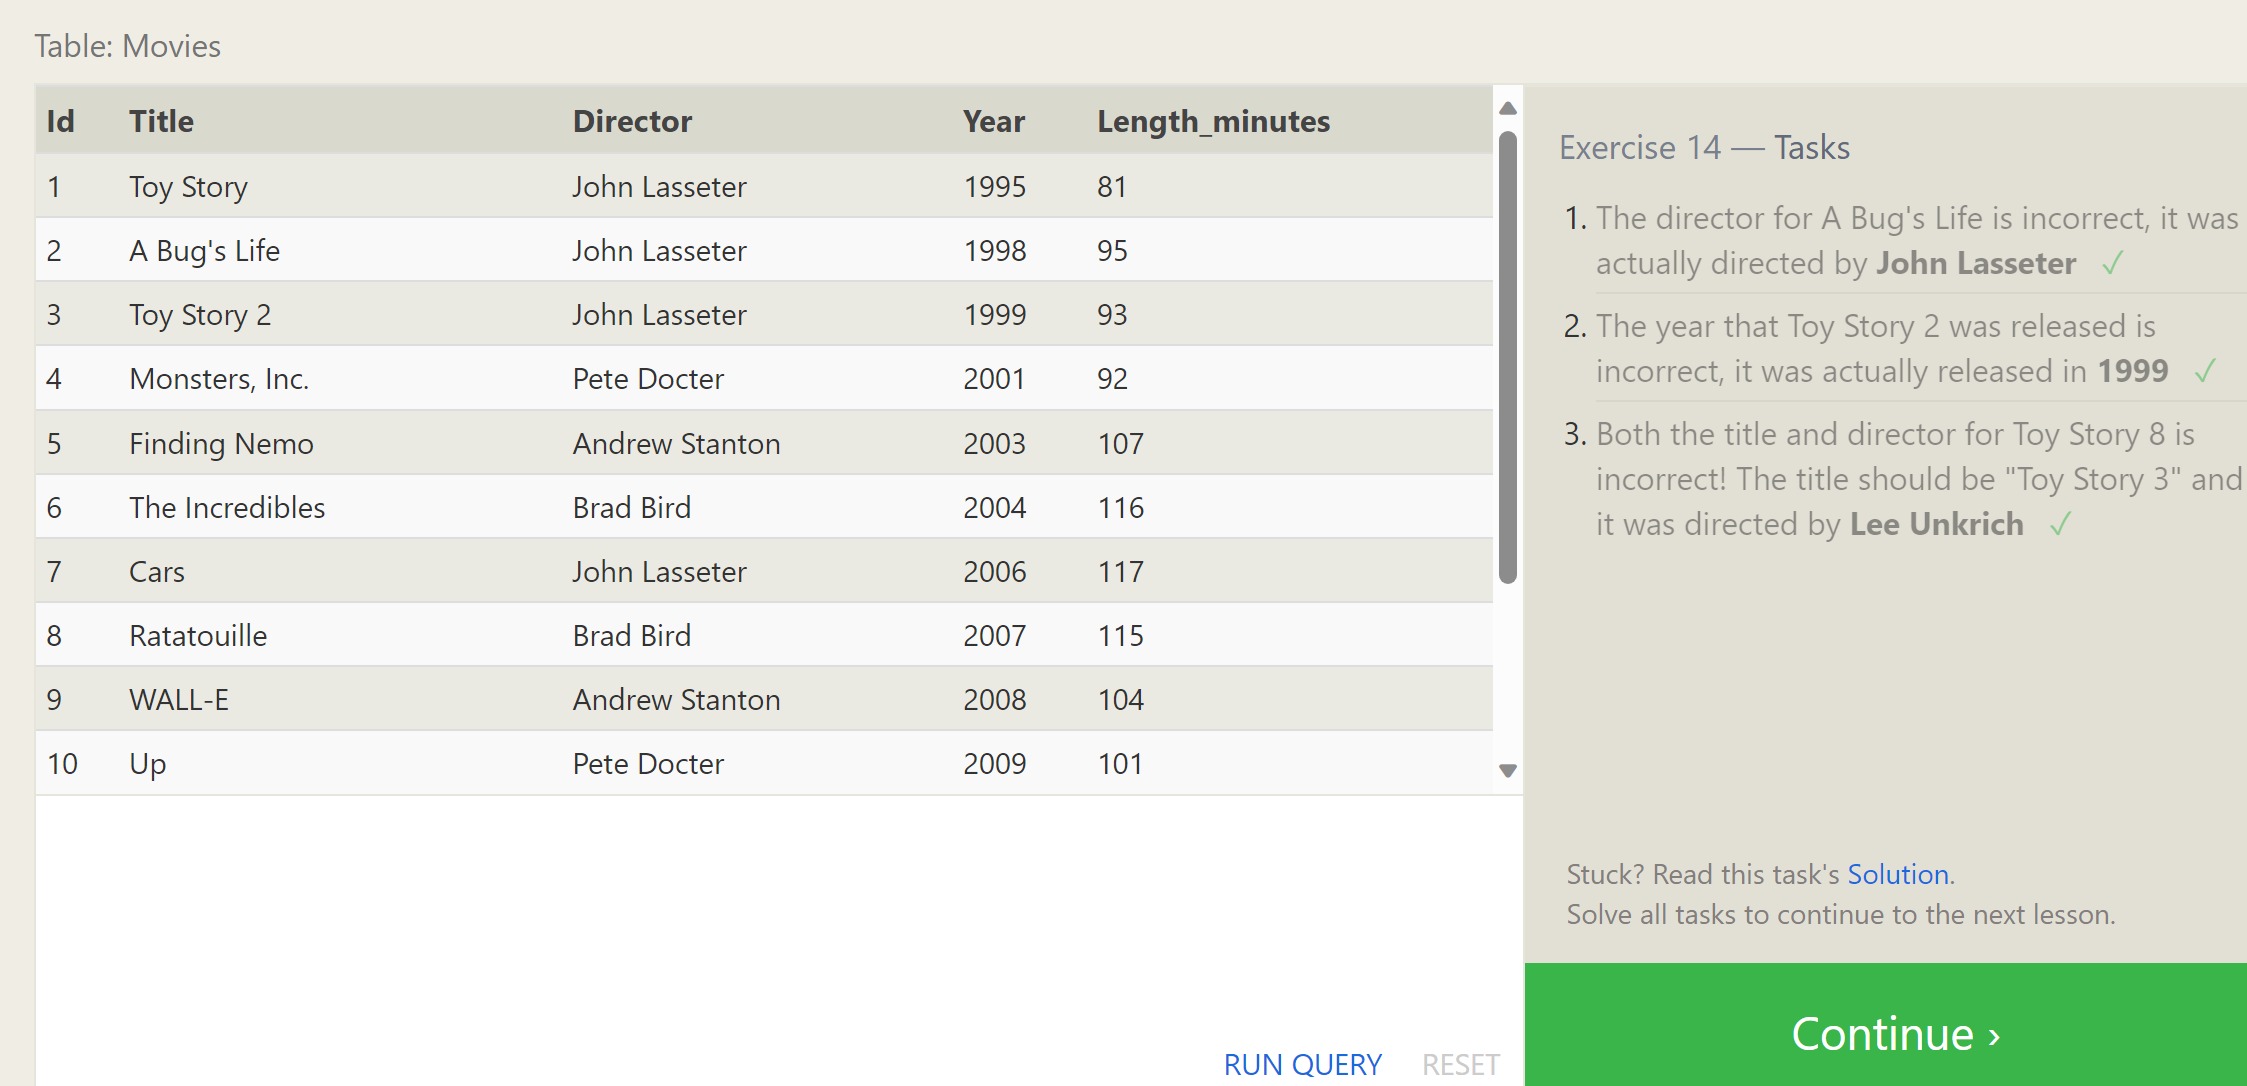 Table: Movies
Id Title Director Year Length_minutes
1 Toy Story John Lasseter 1995 81
2 A Bug's Life John Lasseter 1998 95
3 Toy Story 2 John Lasseter 1999 93
4 Monsters, Inc. Pete Docter 2001 92
5 Finding Nemo Andrew Stanton 2003 107
6 The Incredibles Brad Bird 2004 116
7 Cars John Lasseter 2006 117
8 Ratatouille Brad Bird 2007 115
9 WALL-E Andrew Stanton 2008 104
10 Up Pete Docter 2009 101
RUN QUERY RESET
Exercise 14 — Tasks
1. The director for A Bug's Life is incorrect, it was
actually directed by John Lasseter ✓
2. The year that Toy Story 2 was released is
incorrect, it was actually released in 1999 ✓
3. Both the title and director for Toy Story 8 is
incorrect! The title should be "Toy Story 3" and
it was directed by Lee Unkrich ✓
Stuck? Read this task's Solution.
Solve all tasks to continue to the next lesson.
Continue ›